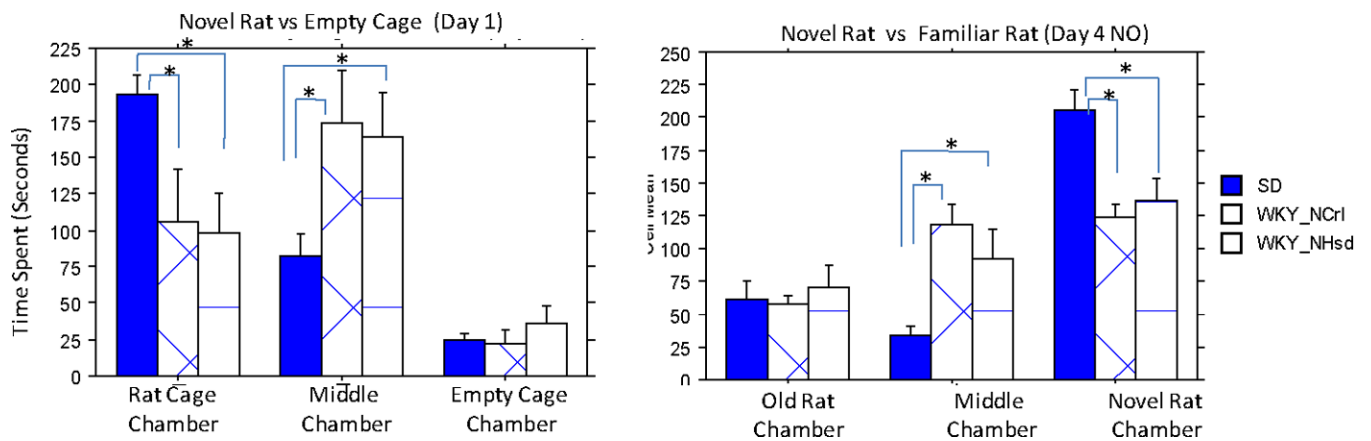 Novel Rat vs Empty Cage (Day 1)
Time Spent (Seconds)
225
200
175
150
125
100
75
50
25
0
*
*
*
*
Rat Cage
Chamber
Middle
Chamber
Empty Cage
Chamber
Novel Rat vs Familiar Rat (Day 4 NO)
Cell Mean
250
225
200
175
150
125
100
75
50
25
0
*
*
*
*
Old Rat
Chamber
Middle
Chamber
Novel Rat
Chamber
SD
WKY_NCrl
WKY_NHsd